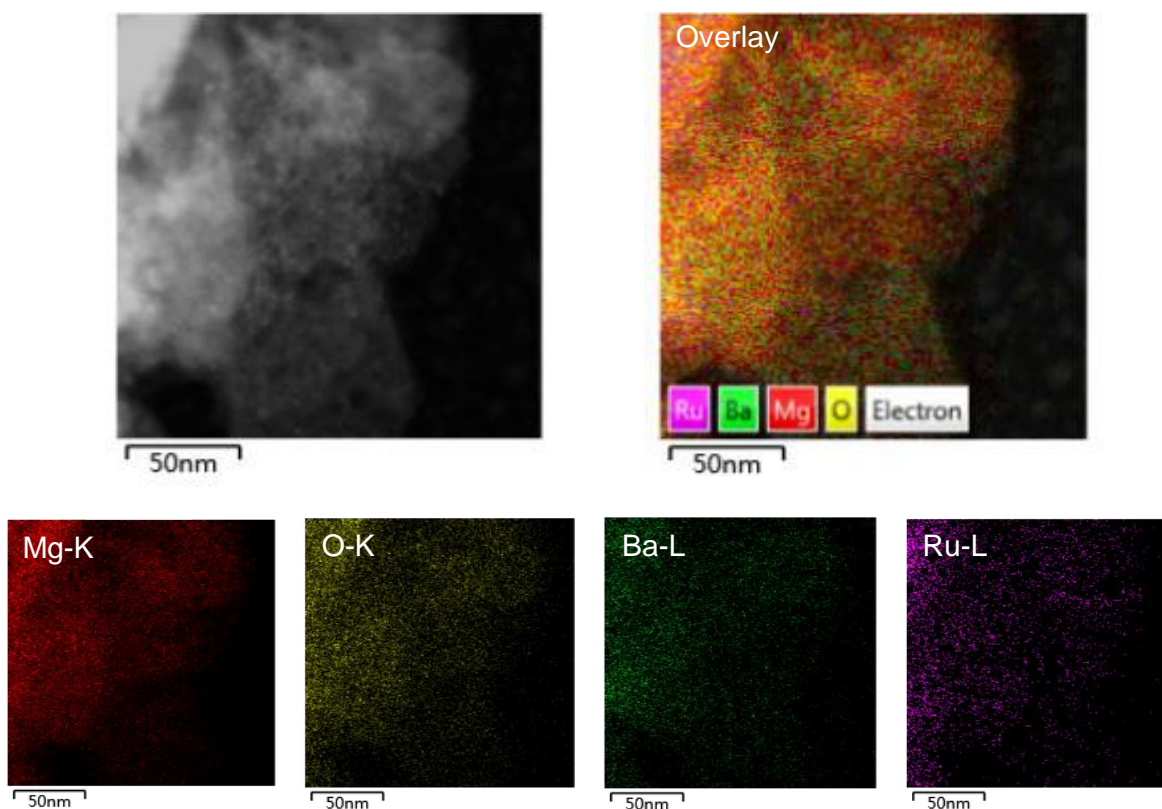 Overlay
Ru Ba Mg O Electron
50nm
50nm
Mg-K
O-K
Ba-L
Ru-L
50nm
50nm
50nm
50nm